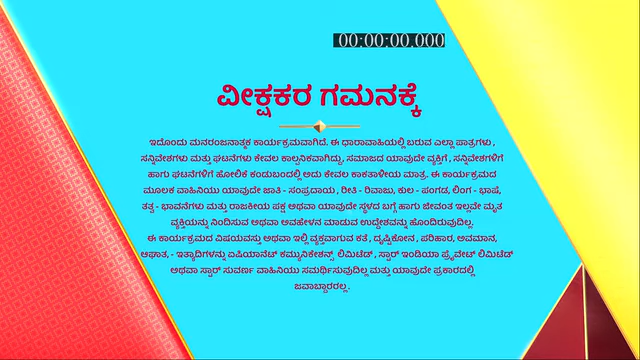 00:00:00.000
ವೀಕ್ಷಕರ ಗಮನಕ್ಕೆ
ಇದೊಂದು ಮನರಂಜನಾತ್ಮಕ ಕಾರ್ಯಕ್ರಮವಾಗಿದೆ. ಈ ಧಾರಾವಾಹಿಯಲ್ಲಿ ಬರುವ ಎಲ್ಲಾ ಪಾತ್ರಗಳು ,
ಸನ್ನಿವೇಶಗಳು ಮತ್ತು ಘಟನೆಗಳು ಕೇವಲ ಕಾಲ್ಪನಿಕವಾಗಿದ್ದು, ಸಮಾಜದ ಯಾವುದೇ ವ್ಯಕ್ತಿಗೆ , ಸನ್ನಿವೇಶಗಳಿಗೆ
ಹಾಗು ಘಟನೆಗಳಿಗೆ ಹೋಲಿಕೆ ಕಂಡುಬಂದಲ್ಲಿ ಅದು ಕೇವಲ ಕಾಕತಾಳೀಯ ಮಾತ್ರ. ಈ ಕಾರ್ಯಕ್ರಮದ
ಮೂಲಕ ವಾಹಿನಿಯು ಯಾವುದೇ ಜಾತಿ - ಸಂಪ್ರದಾಯ , ರೀತಿ - ರಿವಾಜು, ಕುಲ - ಪಂಗಡ, ಲಿಂಗ - ಭಾಷೆ,
ತತ್ವ - ಭಾವನೆಗಳು ಮತ್ತು ರಾಜಕೀಯ ಪಕ್ಷ ಅಥವಾ ಯಾವುದೇ ಸ್ಥಳದ ಬಗ್ಗೆ ಹಾಗು ಜೀವಂತ ಇಲ್ಲವೇ ಮೃತ
ವ್ಯಕ್ತಿಯನ್ನು ನಿಂದಿಸುವ ಅಥವಾ ಅವಹೇಳನ ಮಾಡುವ ಉದ್ದೇಶವನ್ನು ಹೊಂದಿರುವುದಿಲ್ಲ.
ಈ ಕಾರ್ಯಕ್ರಮದ ವಿಷಯವಸ್ತು ಅಥವಾ ಇಲ್ಲಿ ವ್ಯಕ್ತವಾಗುವ ಕತೆ , ದೃಷ್ಟಿಕೋನ , ಪರಿಹಾರ, ಅವಮಾನ,
ಆಘಾತ, - ಇತ್ಯಾದಿಗಳನ್ನು ಏಷಿಯಾನೆಟ್ ಕಮ್ಯುನಿಕೇಶನ್ಸ್ ಲಿಮಿಟೆಡ್ , ಸ್ಟಾರ್ ಇಂಡಿಯಾ ಪ್ರೈವೇಟ್ ಲಿಮಿಟೆಡ್
ಅಥವಾ ಸ್ಟಾರ್ ಸುವರ್ಣ ವಾಹಿನಿಯು ಸಮರ್ಥಿಸುವುದಿಲ್ಲ ಮತ್ತು ಯಾವುದೇ ಪ್ರಕಾರದಲ್ಲಿ
ಜವಾಬ್ದಾರರಲ್ಲ.